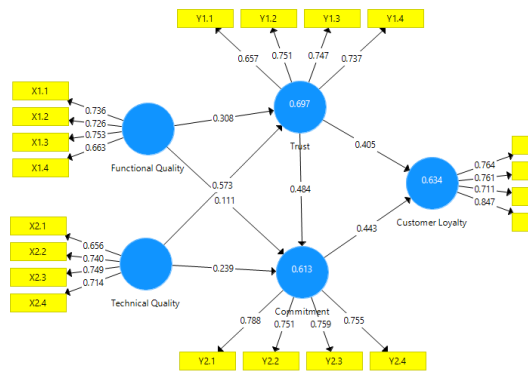 Y1.1 Y1.2 Y1.3 Y1.4
0.657 0.751 0.747 0.737
X1.1
X1.2
X1.3
X1.4
0.736
0.726
0.753
0.663
Functional Quality
0.308
0.697
Trust
0.405
0.573
0.111
0.484
0.634
Customer Loyalty
0.764
0.761
0.711
0.847
X2.1
X2.2
X2.3
X2.4
0.656
0.740
0.749
0.714
Technical Quality
0.239
0.443
0.613
Commitment
0.788 0.751 0.759 0.755
Y2.1 Y2.2 Y2.3 Y2.4